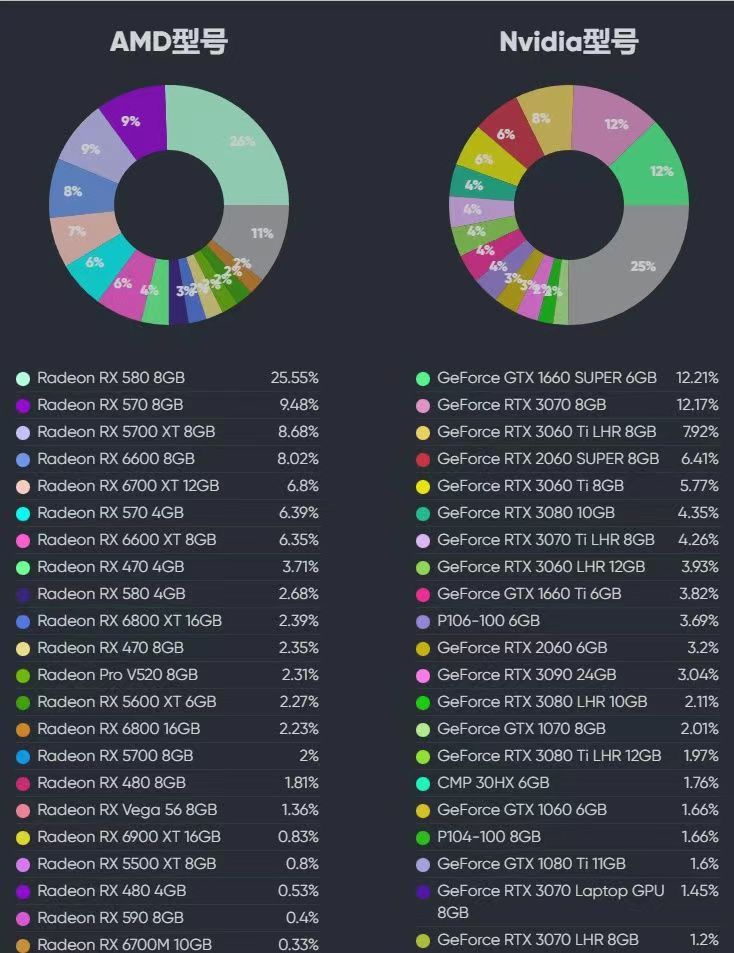 AMD型号
26%
9%
9%
8%
7%
6%
6%
4%
3%
2%
2%
2%
2%
2%
11%
Radeon RX 580 8GB 25.55%
Radeon RX 570 8GB 9.48%
Radeon RX 5700 XT 8GB 8.68%
Radeon RX 6600 8GB 8.02%
Radeon RX 6700 XT 12GB 6.8%
Radeon RX 570 4GB 6.39%
Radeon RX 6600 XT 8GB 6.35%
Radeon RX 470 4GB 3.71%
Radeon RX 580 4GB 2.68%
Radeon RX 6800 XT 16GB 2.39%
Radeon RX 470 8GB 2.35%
Radeon Pro V520 8GB 2.31%
Radeon RX 5600 XT 6GB 2.27%
Radeon RX 6800 16GB 2.23%
Radeon RX 5700 8GB 2%
Radeon RX 480 8GB 1.81%
Radeon RX Vega 56 8GB 1.36%
Radeon RX 6900 XT 16GB 0.83%
Radeon RX 5500 XT 8GB 0.8%
Radeon RX 480 4GB 0.53%
Radeon RX 590 8GB 0.4%
Radeon RX 6700M 10GB 0.33%
Nvidia型号
12%
12%
8%
6%
6%
4%
4%
4%
4%
4%
3%
3%
2%
2%
25%
GeForce GTX 1660 SUPER 6GB 12.21%
GeForce RTX 3070 8GB 12.17%
GeForce RTX 3060 Ti LHR 8GB 7.92%
GeForce RTX 2060 SUPER 8GB 6.41%
GeForce RTX 3060 Ti 8GB 5.77%
GeForce RTX 3080 10GB 4.35%
GeForce RTX 3070 Ti LHR 8GB 4.26%
GeForce RTX 3060 LHR 12GB 3.93%
GeForce GTX 1660 Ti 6GB 3.82%
P106-100 6GB 3.69%
GeForce RTX 2060 6GB 3.2%
GeForce RTX 3090 24GB 3.04%
GeForce RTX 3080 LHR 10GB 2.11%
GeForce GTX 1070 8GB 2.01%
GeForce RTX 3080 Ti LHR 12GB 1.97%
CMP 30HX 6GB 1.76%
GeForce GTX 1060 6GB 1.66%
P104-100 8GB 1.66%
GeForce GTX 1080 Ti 11GB 1.6%
GeForce RTX 3070 Laptop GPU 1.45%
8GB
GeForce RTX 3070 LHR 8GB 1.2%